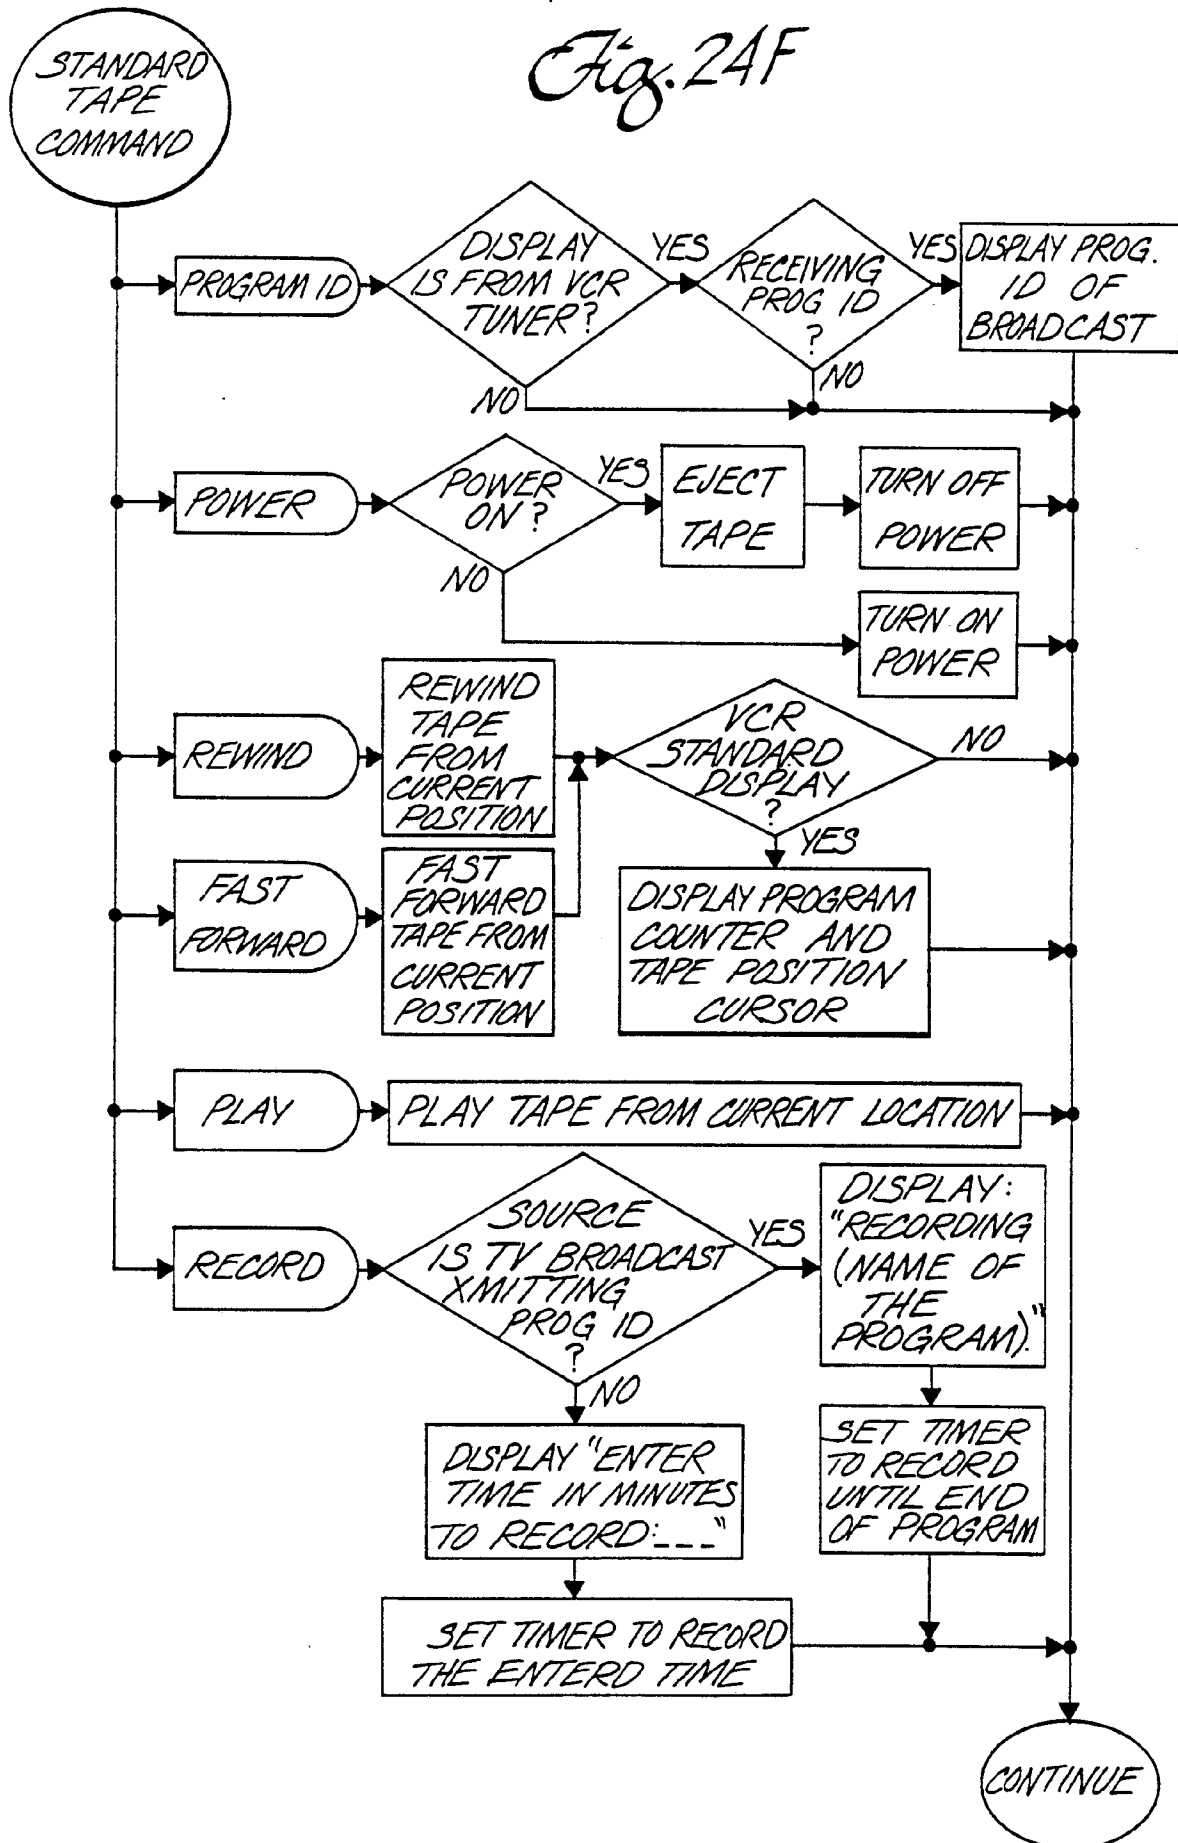 Fig. 24F
STANDARD
TAPE
COMMAND
PROGRAM ID
DISPLAY
IS FROM VCR
TUNER?
YES
NO
RECEIVING
PROG ID
?
YES
NO
DISPLAY PROG.
ID OF
BROADCAST
POWER
POWER
ON?
YES
NO
EJECT
TAPE
TURN OFF
POWER
TURN ON
POWER
REWIND
REWIND
TAPE
FROM
CURRENT
POSITION
VCR
STANDARD
DISPLAY
?
NO
YES
FAST
FORWARD
FAST
FORWARD
TAPE FROM
CURRENT
POSITION
DISPLAY PROGRAM
COUNTER AND
TAPE POSITION
CURSOR
PLAY
PLAY TAPE FROM CURRENT LOCATION
RECORD
SOURCE
IS TV BROADCAST
XMITTING
PROG ID
?
YES
NO
DISPLAY:
"RECORDING
(NAME OF
THE
PROGRAM)."
SET TIMER
TO RECORD
UNTIL END
OF PROGRAM
DISPLAY "ENTER
TIME IN MINUTES
TO RECORD:___"
SET TIMER TO RECORD
THE ENTERD TIME
CONTINUE